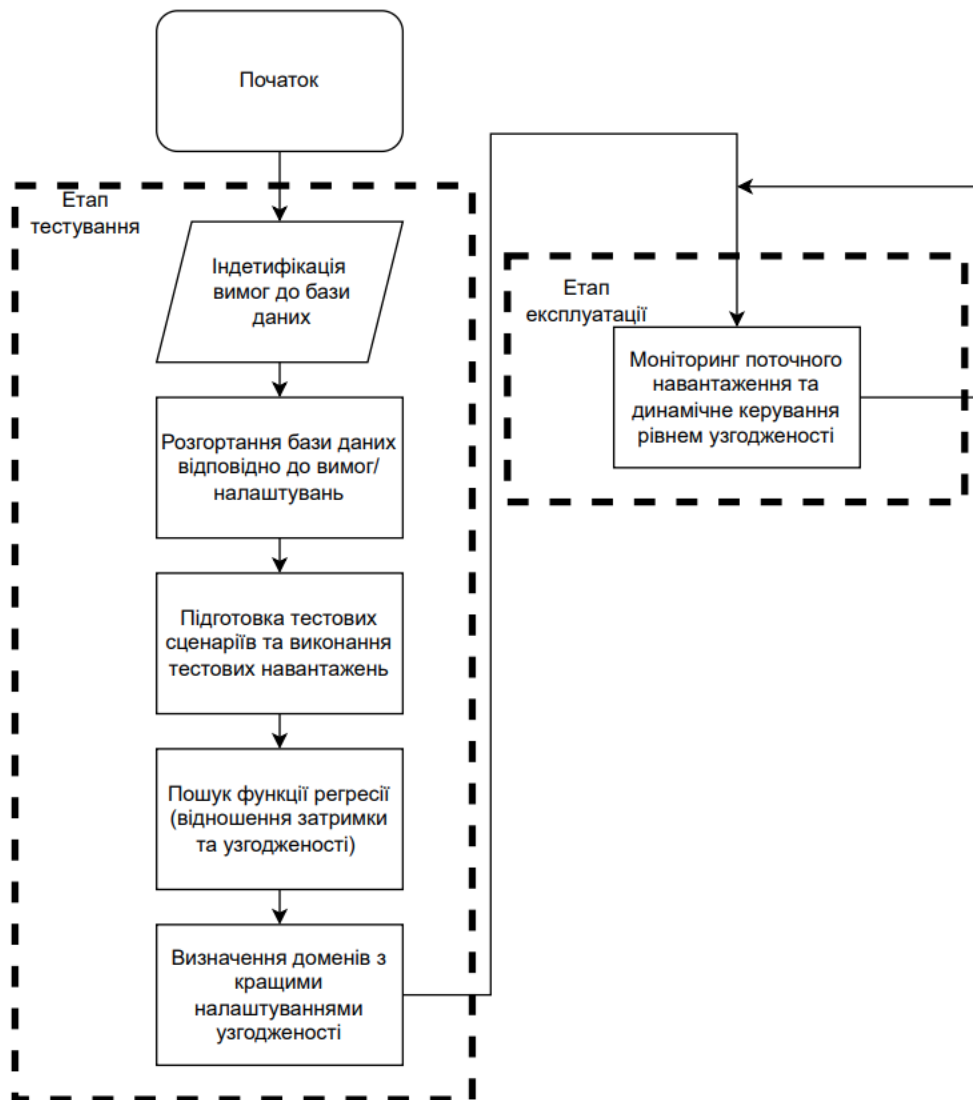 Початок
Етап
тестування
Індетифікація
вимог до бази
даних
Розгортання бази даних
відповідно до вимог/
налаштувань
Підготовка тестових
сценаріїв та виконання
тестових навантажень
Пошук функції регресії
(відношення затримки
та узгодженості)
Визначення доменів з
кращими
налаштуваннями
узгодженості
Етап
експлуатації
Моніторинг поточного
навантаження та
динамічне керування
рівнем узгодженості